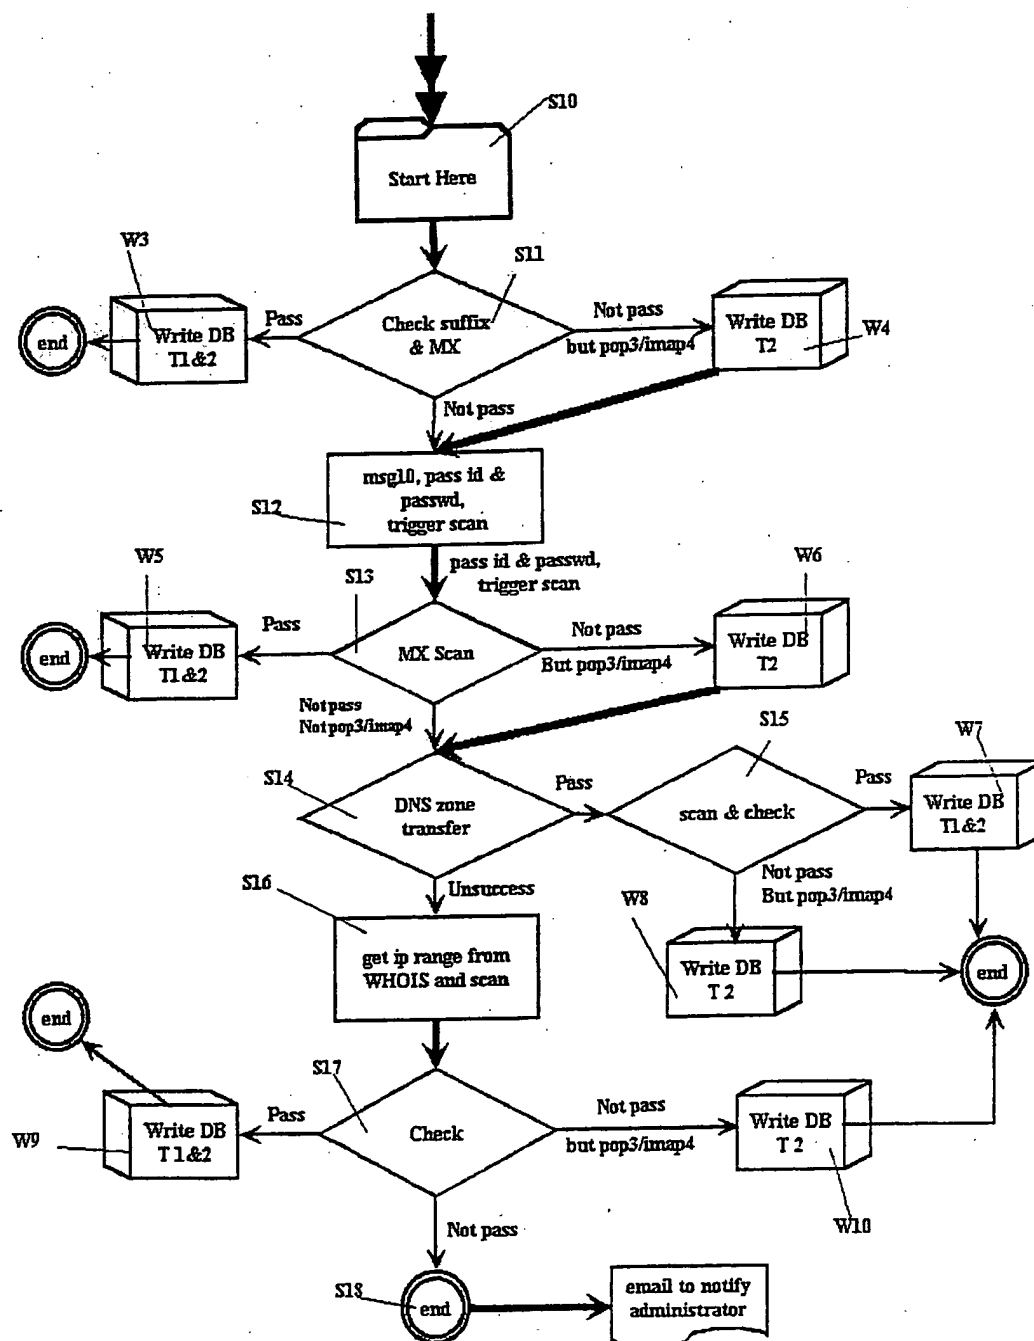 S10
Start Here
W3
S11
end
Write DB
T1&2
Pass
Check suffix
& MX
Not pass
but pop3/imap4
Write DB
T2
W4
Not pass
S12
msg10, pass id &
passwd,
trigger scan
pass id & passwd,
trigger scan
W5
S13
W6
end
Write DB
T1&2
Pass
MX Scan
Not pass
But pop3/imap4
Write DB
T2
Not pass
Not pop3/imap4
S14
DNS zone
transfer
Pass
S15
scan & check
Pass
W7
Write DB
T1&2
Unsuccess
Not pass
But pop3/imap4
S16
get ip range from
WHOIS and scan
W8
Write DB
T 2
end
end
S17
W9
Write DB
T 1&2
Pass
Check
Not pass
but pop3/imap4
Write DB
T 2
W10
Not pass
S18
end
email to notify
administrator